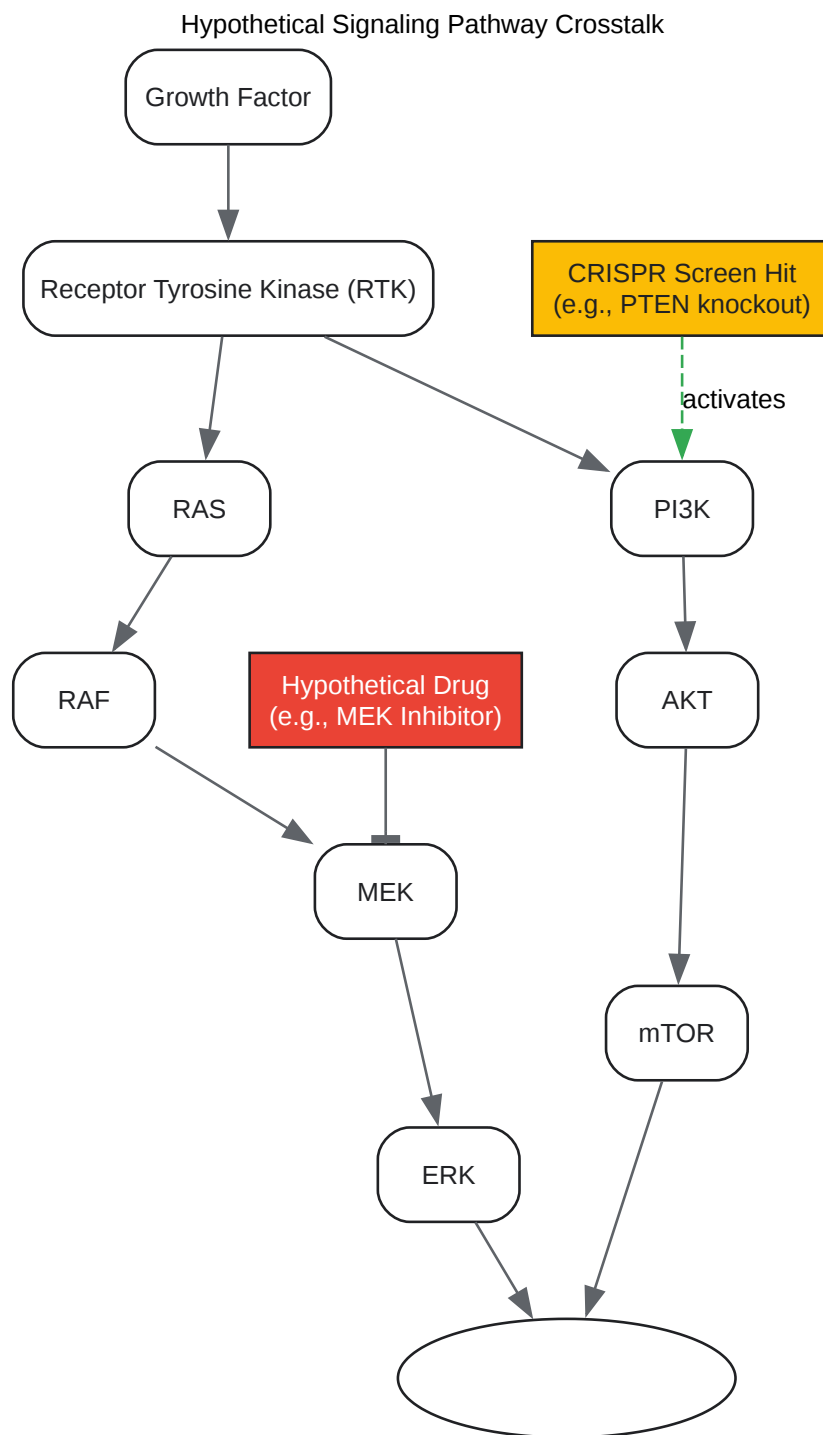 Hypothetical Signaling Pathway Crosstalk
Growth Factor
Receptor Tyrosine Kinase (RTK)
CRISPR Screen Hit
(e.g., PTEN knockout)
activates
RAS
PI3K
RAF
Hypothetical Drug
(e.g., MEK Inhibitor)
AKT
MEK
mTOR
ERK